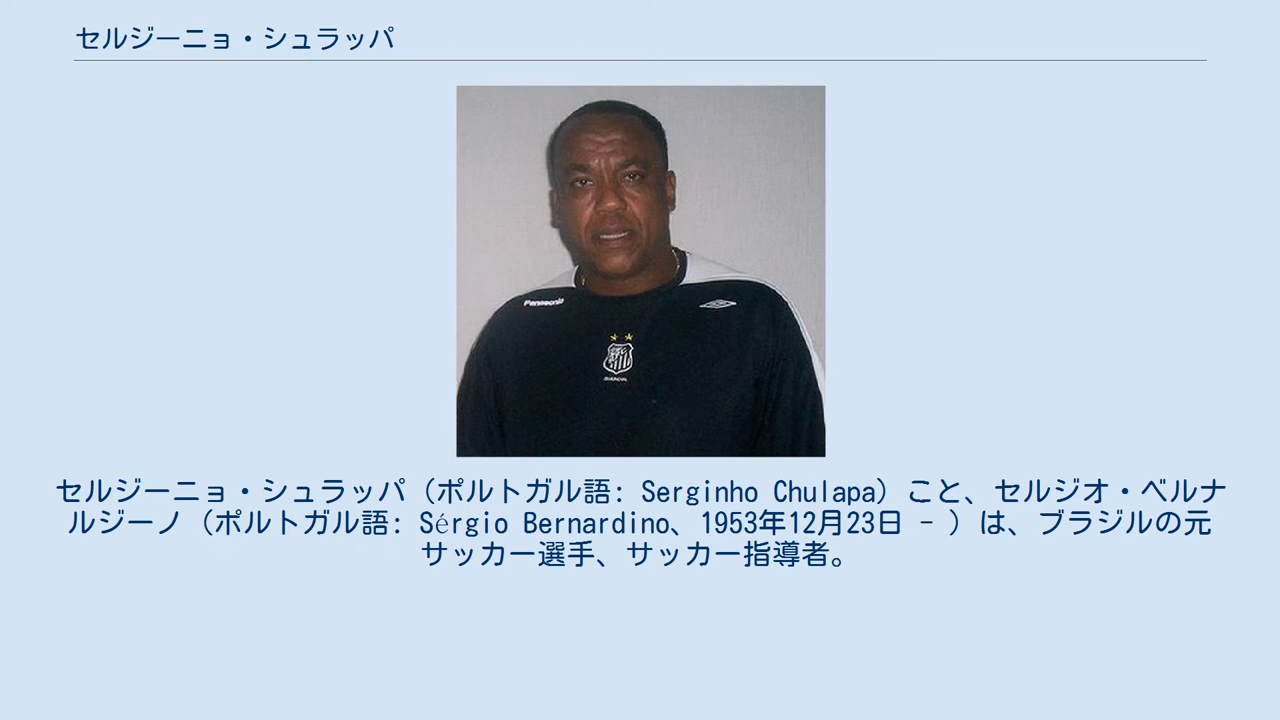 セルジーニョ・シュラッパ
Panasonic
セルジーニョ・シュラッパ（ポルトガル語: Serginho Chulapa）こと、セルジオ・ベルナ
ルジーノ（ポルトガル語: Sérgio Bernardino、1953年12月23日 - ）は、ブラジルの元
サッカー選手、サッカー指導者。